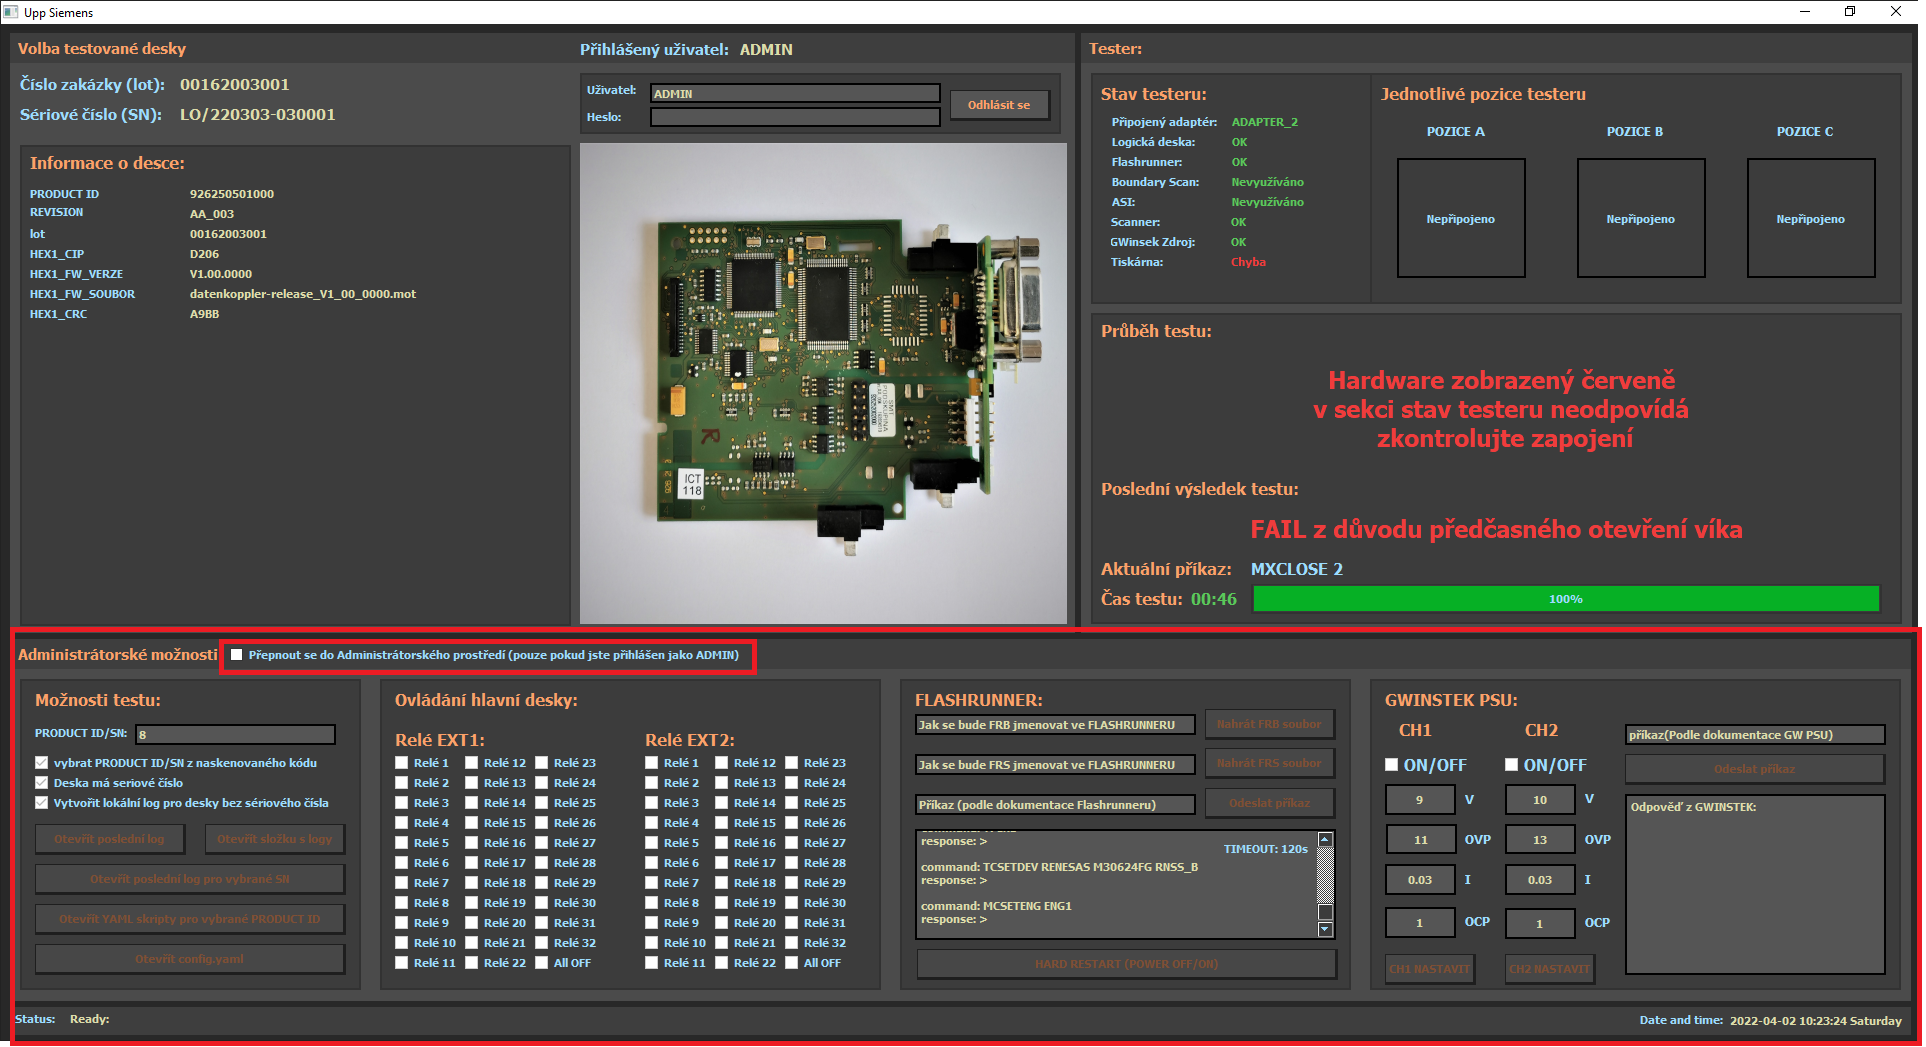 Upp Siemens
Volba testované desky
Číslo zakázky (lot): 00162003001
Sériové číslo (SN): LO/220303-030001
Přihlášený uživatel: ADMIN
Uživatel: ADMIN
Heslo:
Odhlásit se
Informace o desce:
PRODUCT ID 926250501000
REVISION AA_003
lot 00162003001
HEX1_CIP D206
HEX1_FW_VERZE V1.00.0000
HEX1_FW_SOUBOR datenkoppler-release_V1_00_0000.mot
HEX1_CRC A9BB
R
ICT
118
SMT
PODSKUPINA
Tester:
Stav testeru:
Připojený adaptér: ADAPTER_2
Logická deska: OK
Flashrunner: OK
Boundary Scan: Nevyužíváno
ASI: Nevyužíváno
Scanner: OK
GWinsek Zdroj: OK
Tiskárna: Chyba
Jednotlivé pozice testeru
POZICE A POZICE B POZICE C
Nepřipojeno Nepřipojeno Nepřipojeno
Průběh testu:
Hardware zobrazený červeně
v sekci stav testeru neodpovídá
zkontrolujte zapojení
Poslední výsledek testu:
FAIL z důvodu předčasného otevření víka
Aktuální příkaz: MXCLOSE 2
Čas testu: 00:46 100%
Administrátorské možnosti Přepnout se do Administrátorského prostředí (pouze pokud jste přihlášen jako ADMIN)
Možnosti testu:
PRODUCT ID/SN: 8
vybrat PRODUCT ID/SN z naskenovaného kódu
Deska má seriové číslo
Vytvořit lokální log pro desky bez sériového čísla
Otevřít poslední log Otevřít složku s logy
Otevřít poslední log pro vybrané SN
Otevřít YAML skripty pro vybrané PRODUCT ID
Otevřít config.yaml
Ovládání hlavní desky:
Relé EXT1: Relé EXT2:
Relé 1 Relé 12 Relé 23 Relé 1 Relé 12 Relé 23
Relé 2 Relé 13 Relé 24 Relé 2 Relé 13 Relé 24
Relé 3 Relé 14 Relé 25 Relé 3 Relé 14 Relé 25
Relé 4 Relé 15 Relé 26 Relé 4 Relé 15 Relé 26
Relé 5 Relé 16 Relé 27 Relé 5 Relé 16 Relé 27
Relé 6 Relé 17 Relé 28 Relé 6 Relé 17 Relé 28
Relé 7 Relé 18 Relé 29 Relé 7 Relé 18 Relé 29
Relé 8 Relé 19 Relé 30 Relé 8 Relé 19 Relé 30
Relé 9 Relé 20 Relé 31 Relé 9 Relé 20 Relé 31
Relé 10 Relé 21 Relé 32 Relé 10 Relé 21 Relé 32
Relé 11 Relé 22 All OFF Relé 11 Relé 22 All OFF
FLASHRUNNER:
Jak se bude FRB jmenovat ve FLASHRUNNERU Nahrát FRB soubor
Jak se bude FRS jmenovat ve FLASHRUNNERU Nahrát FRS soubor
Příkaz (podle dokumentace Flashrunneru) Odeslat příkaz
response: >
TIMEOUT: 120s
command: TCSETDEV RENESAS M30624FG RNSS_B
response: >
command: MCSETENG ENG1
response: >
HARD RESTART (POWER OFF/ON)
GWINSTEK PSU:
CH1 CH2
ON/OFF ON/OFF
9 V 10 V
11 OVP 13 OVP
0.03 I 0.03 I
1 OCP 1 OCP
CH1 NASTAVIT CH2 NASTAVIT
příkaz(Podle dokumentace GW PSU)
Odeslat příkaz
Odpověď z GWINSTEK:
Status: Ready:
Date and time: 2022-04-02 10:23:24 Saturday